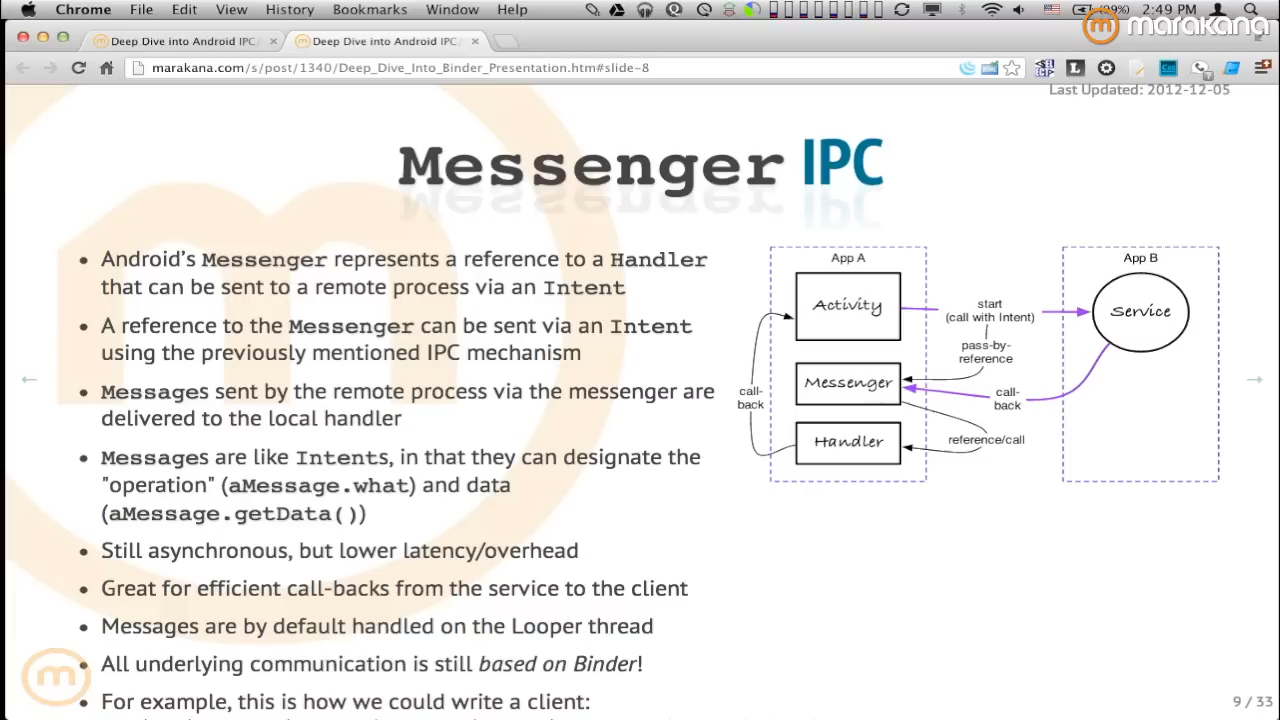 Chrome File Edit View History Bookmarks Window Help
(99%) 2:49 PM
marakana
Deep Dive into Android IPC/
Deep Dive into Android IPC/
marakana.com/s/post/1340/Deep_Dive_Into_Binder_Presentation.htm#slide-8
Last Updated: 2012-12-05
Messenger IPC
• Android's Messenger represents a reference to a Handler
that can be sent to a remote process via an Intent
• A reference to the Messenger can be sent via an Intent
using the previously mentioned IPC mechanism
• Messages sent by the remote process via the messenger are
delivered to the local handler
• Messages are like Intents, in that they can designate the
"operation" (aMessage.what) and data
(aMessage.getData())
• Still asynchronous, but lower latency/overhead
• Great for efficient call-backs from the service to the client
• Messages are by default handled on the Looper thread
• All underlying communication is still based on Binder!
• For example, this is how we could write a client:
App A
Activity
Messenger
Handler
call-
back
start
(call with Intent)
pass-by-
reference
call-
back
reference/call
App B
Service
9 / 33